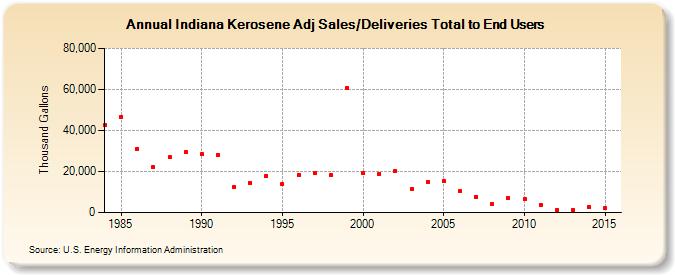 Annual Indiana Kerosene Adj Sales/Deliveries Total to End Users
Thousand Gallons
80,000
60,000
40,000
20,000
0
1985 1990 1995 2000 2005 2010 2015
Source: U.S. Energy Information Administration